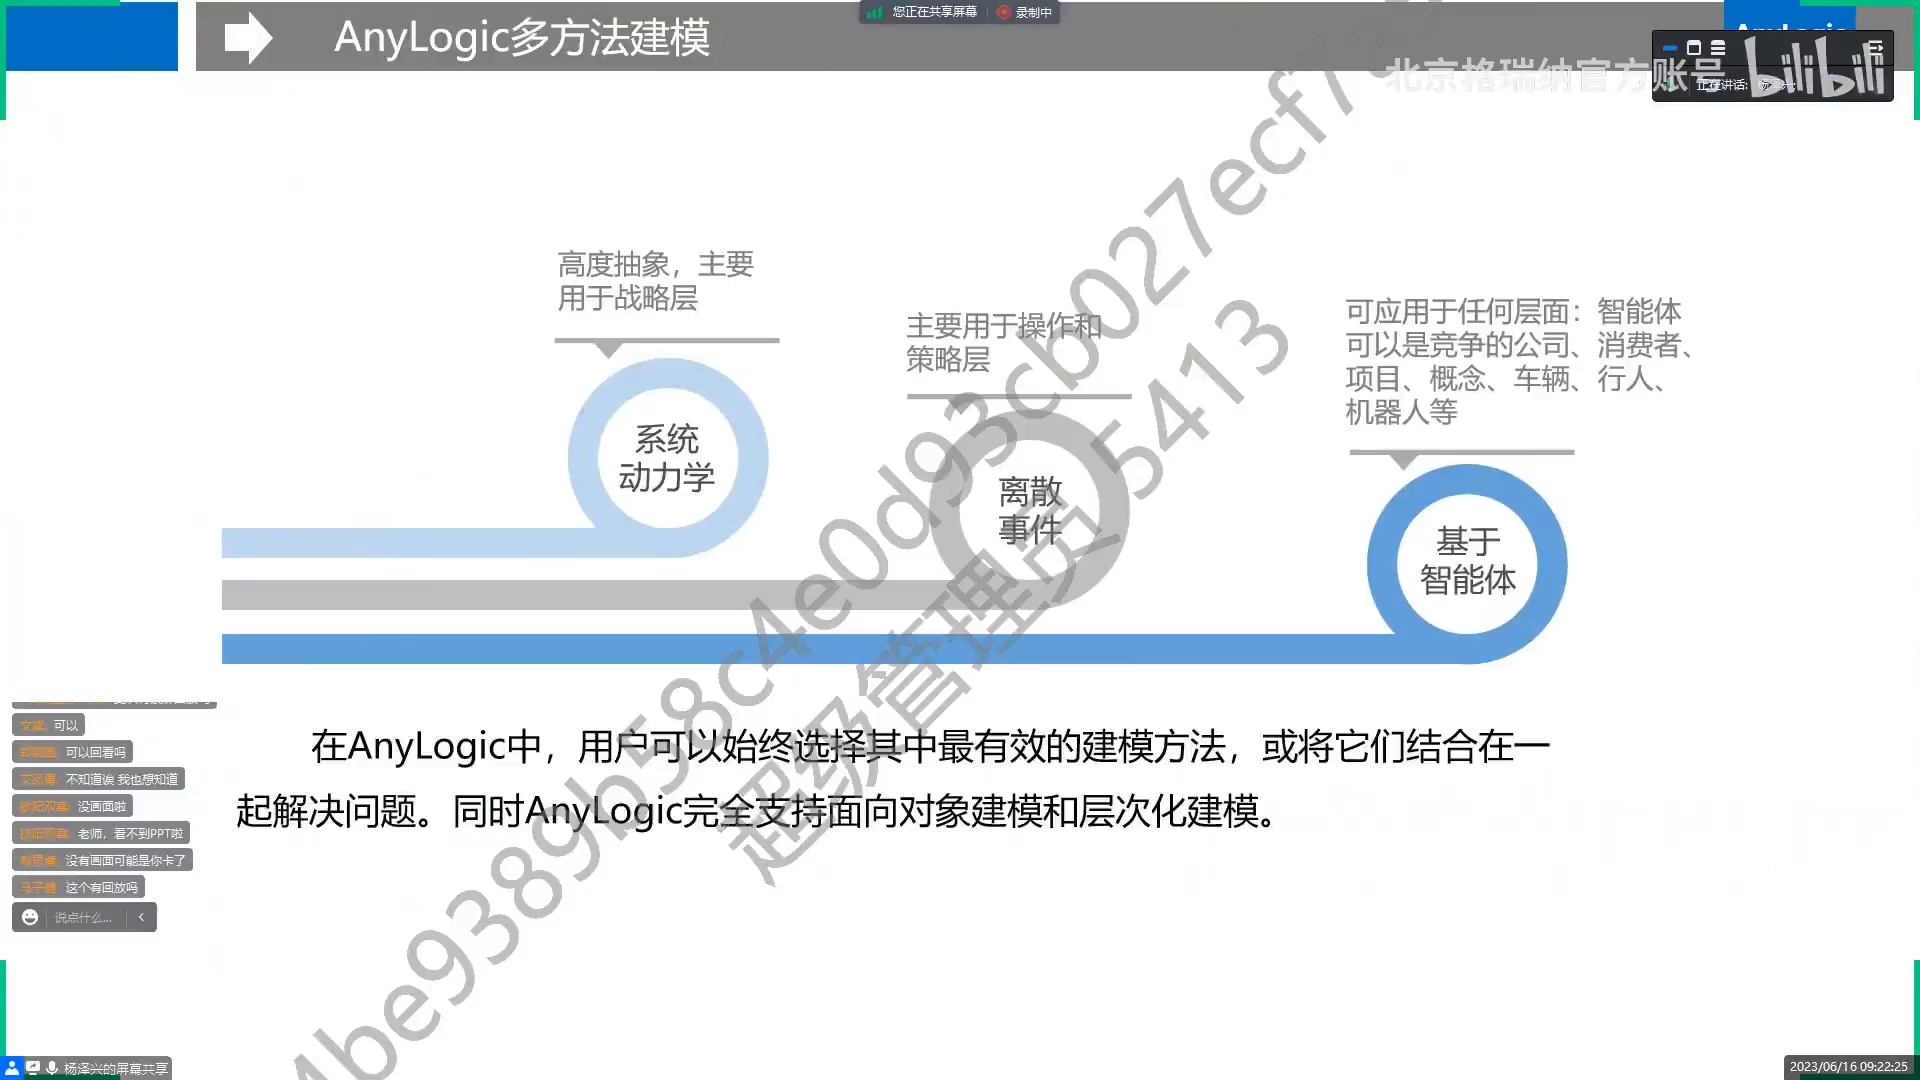 您正在共享屏幕
录制中
AnyLogic多方法建模
北京格瑞纳官方账号
bilibili
正在讲话:
高度抽象，主要
用于战略层
主要用于操作和
策略层
可应用于任何层面：智能体
可以是竞争的公司、消费者、
项目、概念、车辆、行人、
机器人等
系统
动力学
离散
事件
基于
智能体
4be9389b58c4e0d93cb027ecf7
超级管理员 5413
在AnyLogic中，用户可以始终选择其中最有效的建模方法，或将它们结合在一
起解决问题。同时AnyLogic完全支持面向对象建模和层次化建模。
可以
可以回看吗
不知道诶 我也想知道
没画面啦
老师，看不到PPT啦
没有画面可能是你卡了
这个有回放吗
说点什么...
杨泽兴的屏幕共享
2023/06/16 09:22:25